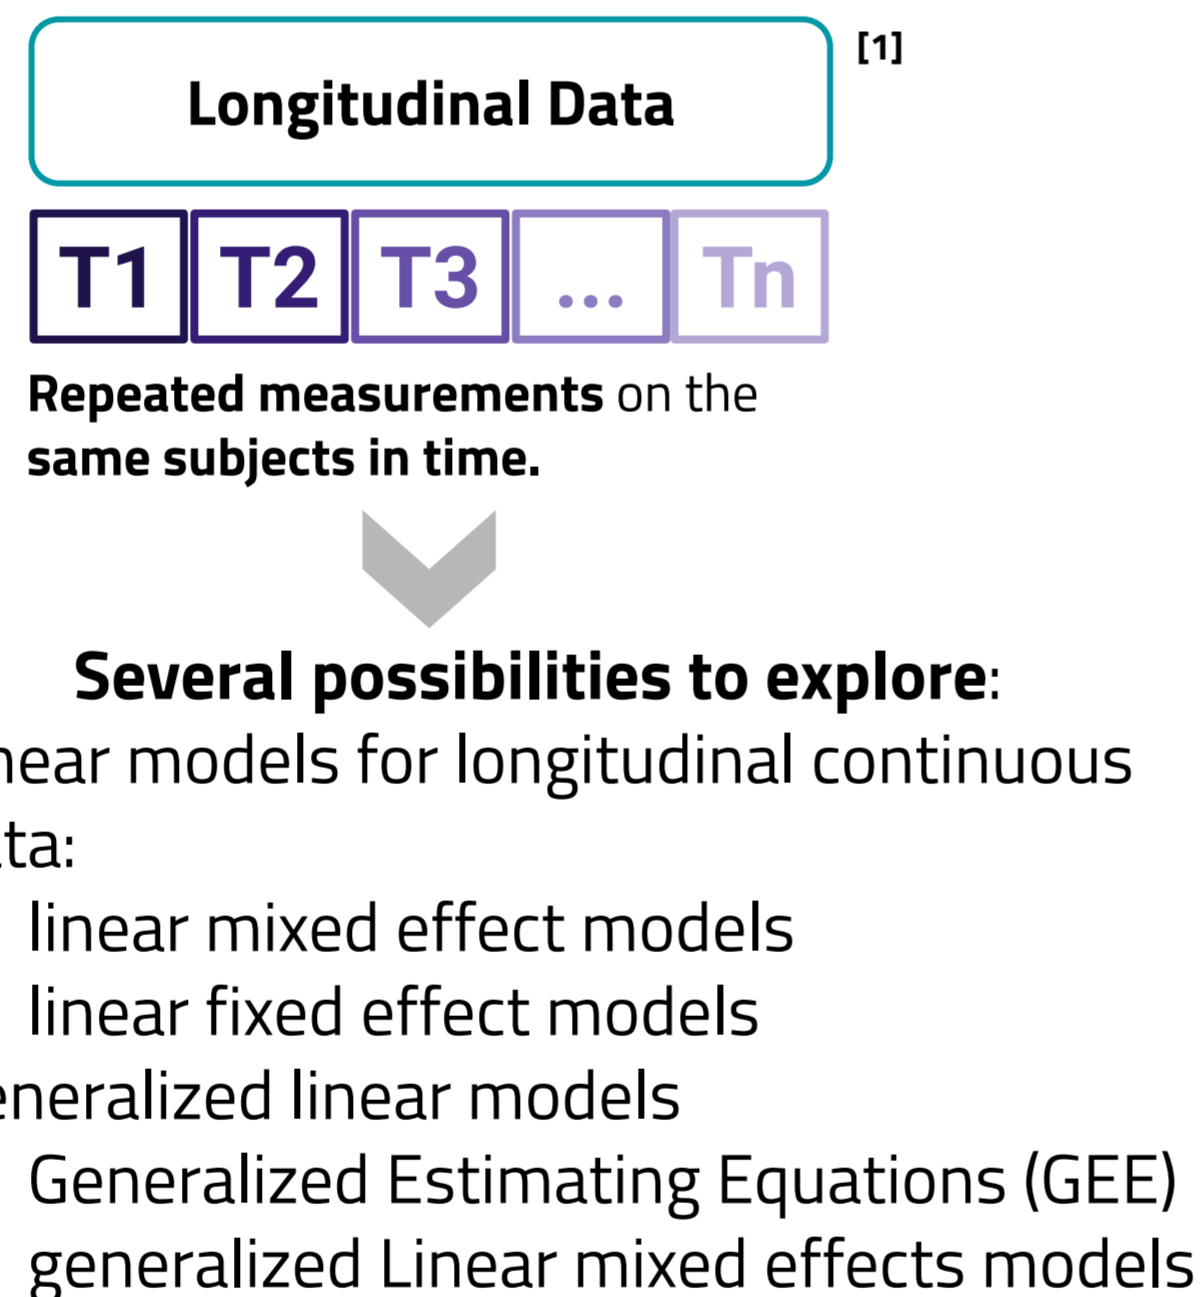 Longitudinal Data
[1]
T1 T2 T3 ... Tn
Repeated measurements on the
same subjects in time.
Several possibilities to explore:
near models for longitudinal continuous
ta:
linear mixed effect models
linear fixed effect models
eneralized linear models
Generalized Estimating Equations (GEE)
generalized Linear mixed effects models